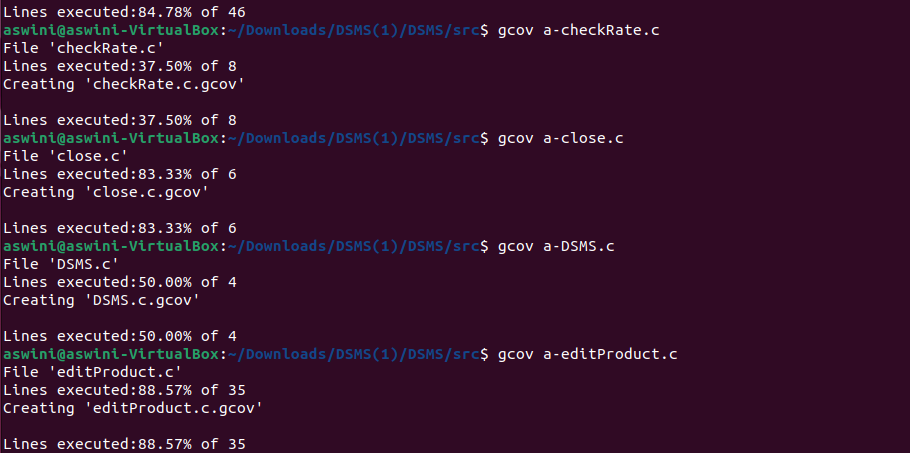 Lines executed:84.78% of 46
aswini@aswini-VirtualBox:~/Downloads/DSMS(1)/DSMS/src$ gcov a-checkRate.c
File 'checkRate.c'
Lines executed:37.50% of 8
Creating 'checkRate.c.gcov'

Lines executed:37.50% of 8
aswini@aswini-VirtualBox:~/Downloads/DSMS(1)/DSMS/src$ gcov a-close.c
File 'close.c'
Lines executed:83.33% of 6
Creating 'close.c.gcov'

Lines executed:83.33% of 6
aswini@aswini-VirtualBox:~/Downloads/DSMS(1)/DSMS/src$ gcov a-DSMS.c
File 'DSMS.c'
Lines executed:50.00% of 4
Creating 'DSMS.c.gcov'

Lines executed:50.00% of 4
aswini@aswini-VirtualBox:~/Downloads/DSMS(1)/DSMS/src$ gcov a-editProduct.c
File 'editProduct.c'
Lines executed:88.57% of 35
Creating 'editProduct.c.gcov'

Lines executed:88.57% of 35